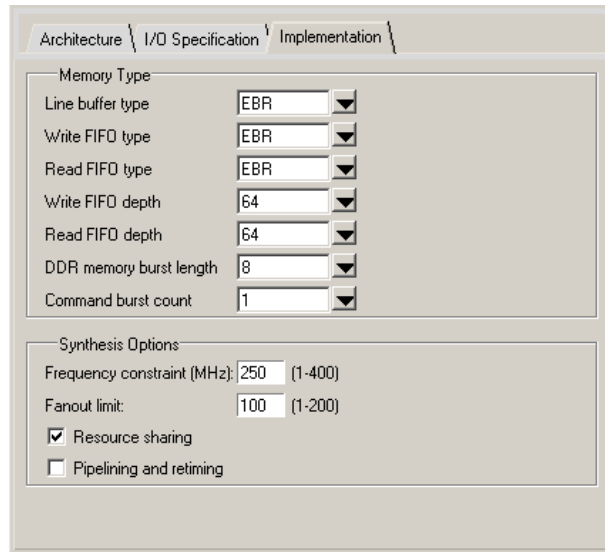 Architecture I/O Specification Implementation
Memory Type
Line buffer type EBR
Write FIFO type EBR
Read FIFO type EBR
Write FIFO depth 64
Read FIFO depth 64
DDR memory burst length 8
Command burst count 1
Synthesis Options
Frequency constraint (MHz): 250 (1-400)
Fanout limit: 100 (1-200)
Resource sharing
Pipelining and retiming